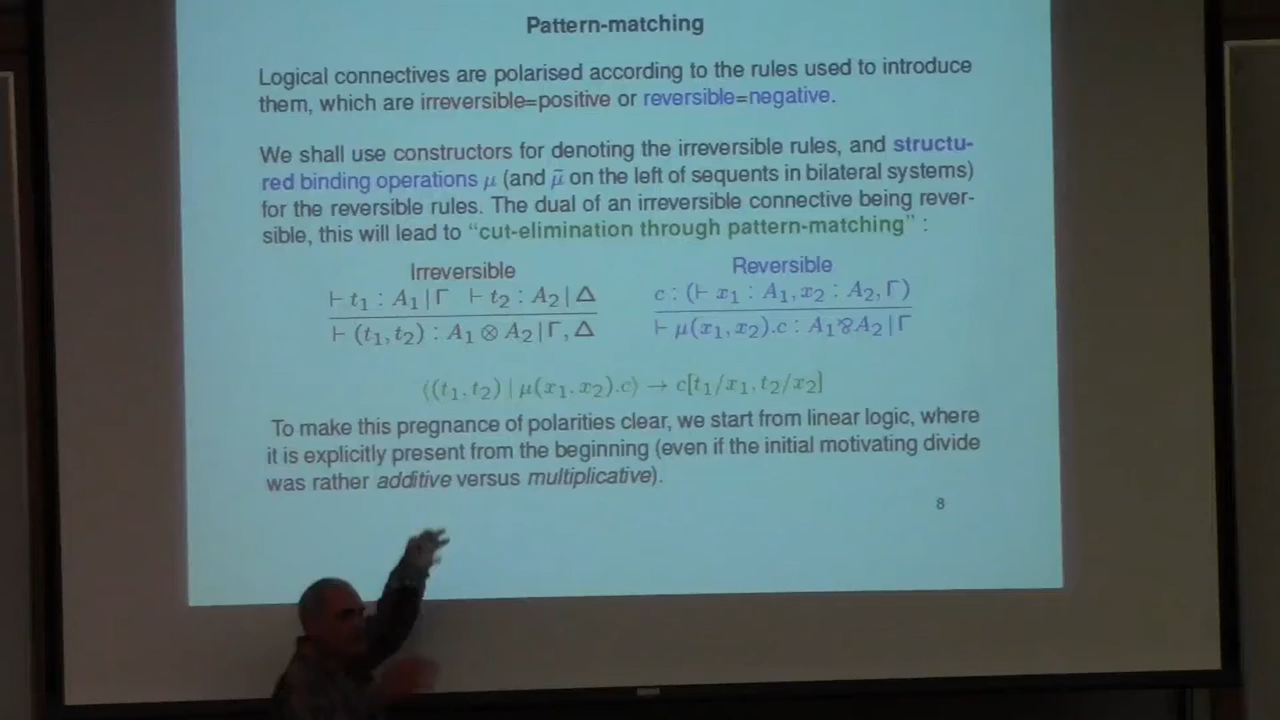 Pattern-matching
Logical connectives are polarised according to the rules used to introduce
them, which are irreversible=positive or reversible=negative.
We shall use constructors for denoting the irreversible rules, and structu-
red binding operations μ (and μ̃ on the left of sequents in bilateral systems)
for the reversible rules. The dual of an irreversible connective being rever-
sible, this will lead to “cut-elimination through pattern-matching” :
Irreversible Reversible
⊢ t₁ : A₁ | Γ ⊢ t₂ : A₂ | Δ c : (⊢ x₁ : A₁, x₂ : A₂, Γ)
⊢ (t₁, t₂) : A₁ ⊗ A₂ | Γ, Δ ⊢ μ(x₁, x₂).c : A₁⅋A₂ | Γ
⟨(t₁, t₂) | μ(x₁, x₂).c⟩ → c[t₁/x₁, t₂/x₂]
To make this pregnance of polarities clear, we start from linear logic, where
it is explicitly present from the beginning (even if the initial motivating divide
was rather additive versus multiplicative).
8